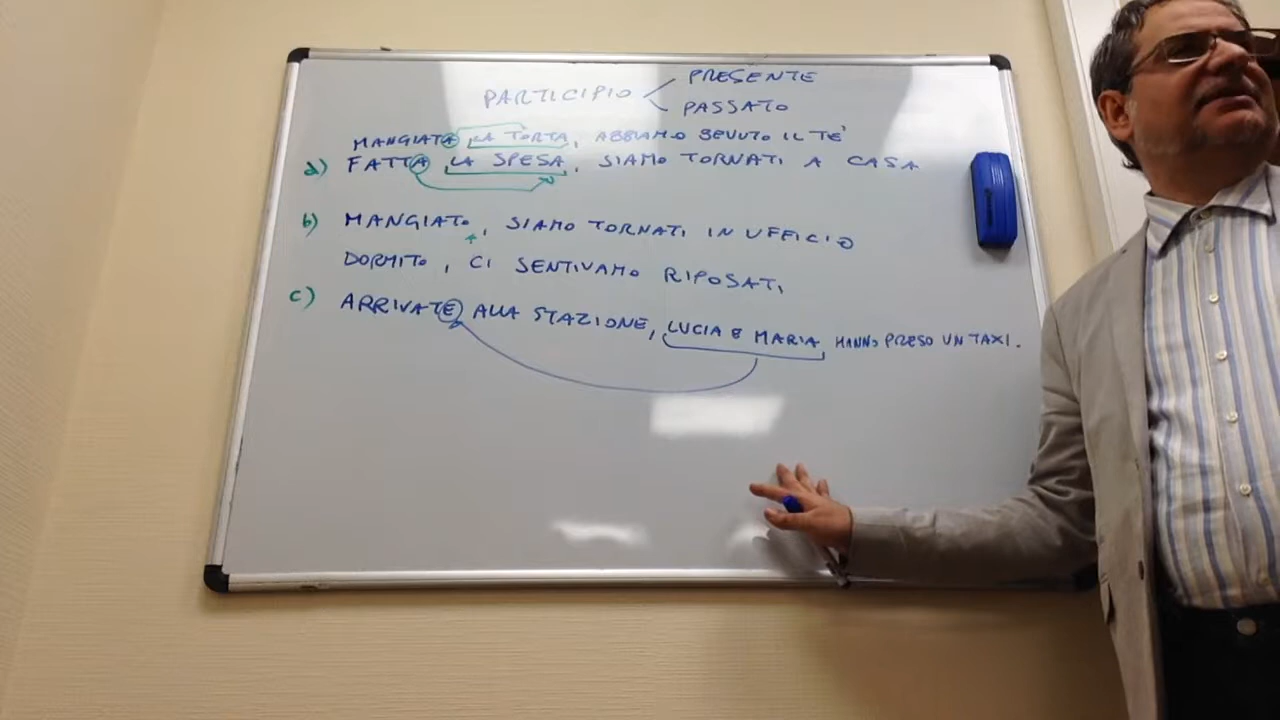 PARTICIPIO PRESENTE
PASSATO
MANGIATA LA TORTA, ABBIAMO BEVUTO IL TE'
a) FATTA LA SPESA, SIAMO TORNATI A CASA
b) MANGIATO, SIAMO TORNATI IN UFFICIO
DORMITO, CI SENTIVAMO RIPOSATI,
c) ARRIVATE ALLA STAZIONE, LUCIA E MARIA HANNO PRESO UN TAXI.